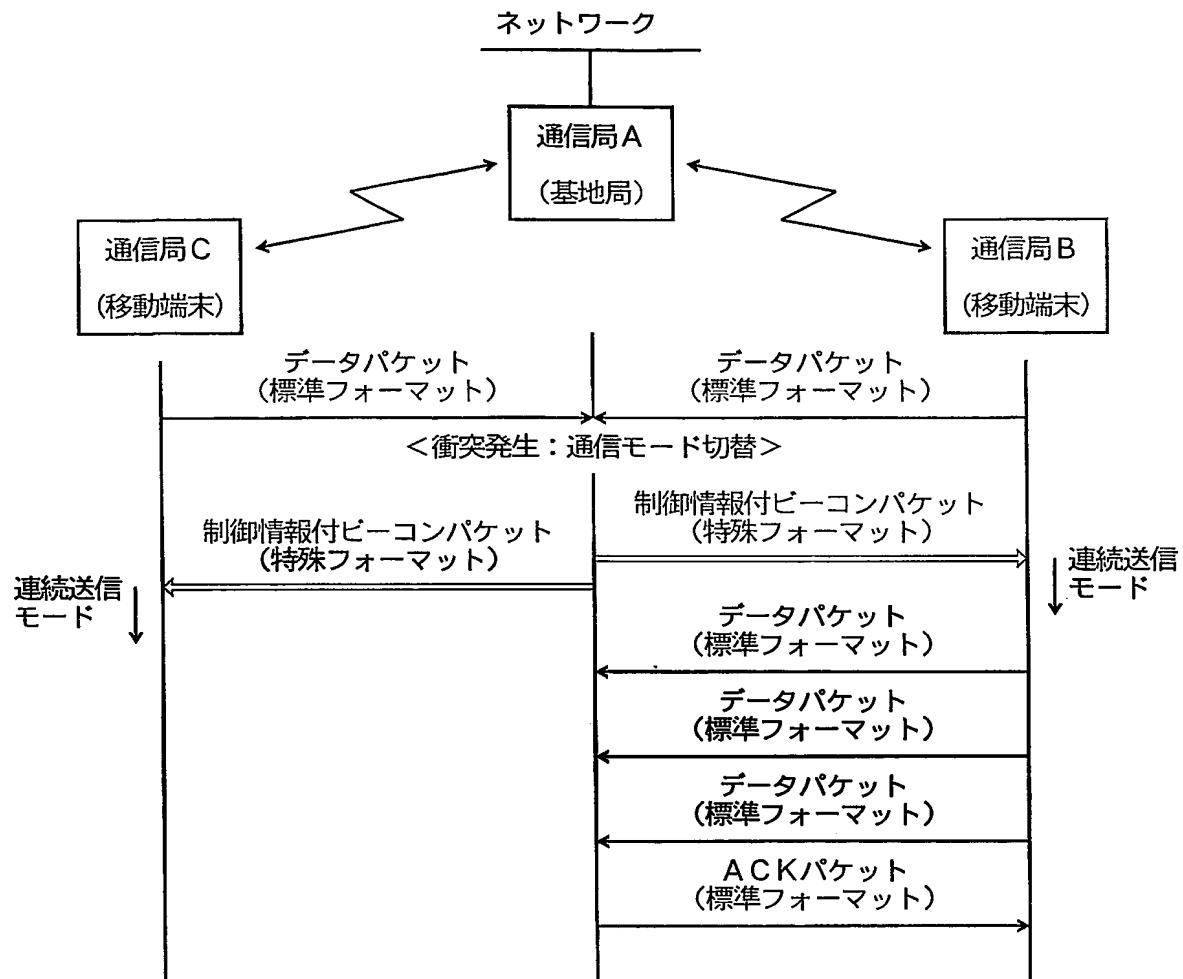 ネットワーク
通信局A
(基地局)
通信局C
(移動端末)
通信局B
(移動端末)
データパケット
(標準フォーマット)
データパケット
(標準フォーマット)
<衝突発生:通信モード切替>
制御情報付ビーコンパケット
(特殊フォーマット)
制御情報付ビーコンパケット
(特殊フォーマット)
連続送信
モード
連続送信
モード
データパケット
(標準フォーマット)
データパケット
(標準フォーマット)
データパケット
(標準フォーマット)
ACKパケット
(標準フォーマット)